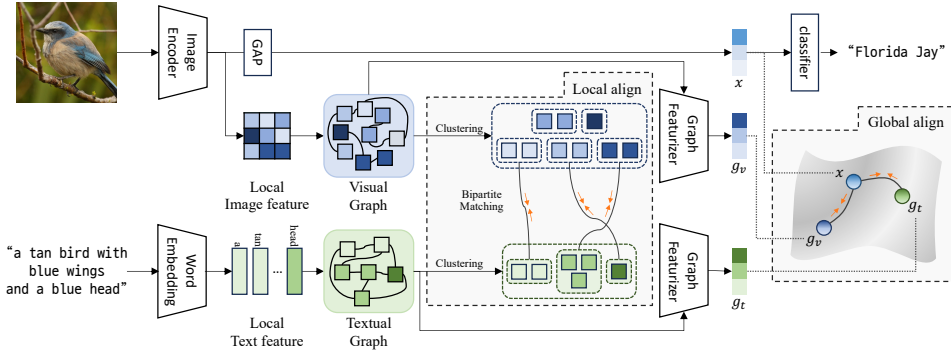 Image
Encoder
GAP
x
classifier
“Florida Jay”
Local align
Clustering
Graph
Featurizer
Global align
Local
Image feature
Visual
Graph
g_v
x
g_t
g_v
Bipartite
Matching
“a tan bird with
blue wings
and a blue head”
Word
Embedding
a
tan
...
head
Clustering
Graph
Featurizer
g_t
Local
Text feature
Textual
Graph